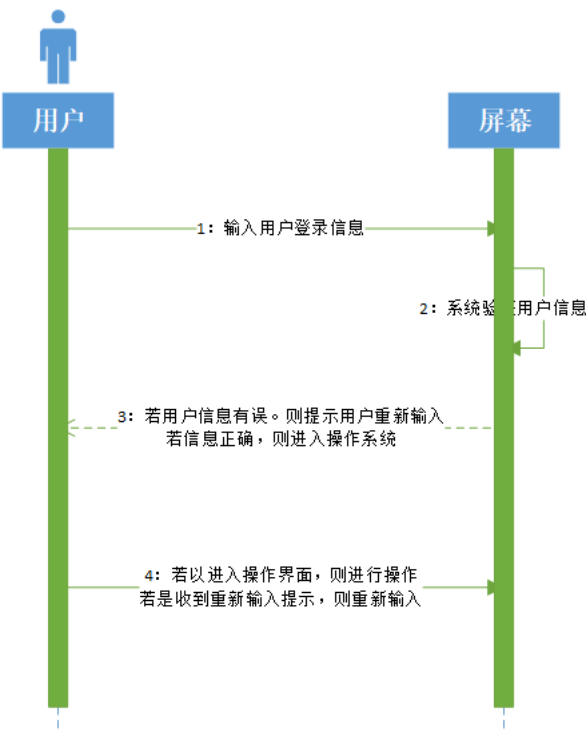 用户
屏幕
1: 输入用户登录信息
2: 系统验证用户信息
3: 若用户信息有误。则提示用户重新输入
若信息正确，则进入操作系统
4: 若以进入操作界面，则进行操作
若是收到重新输入提示，则重新输入